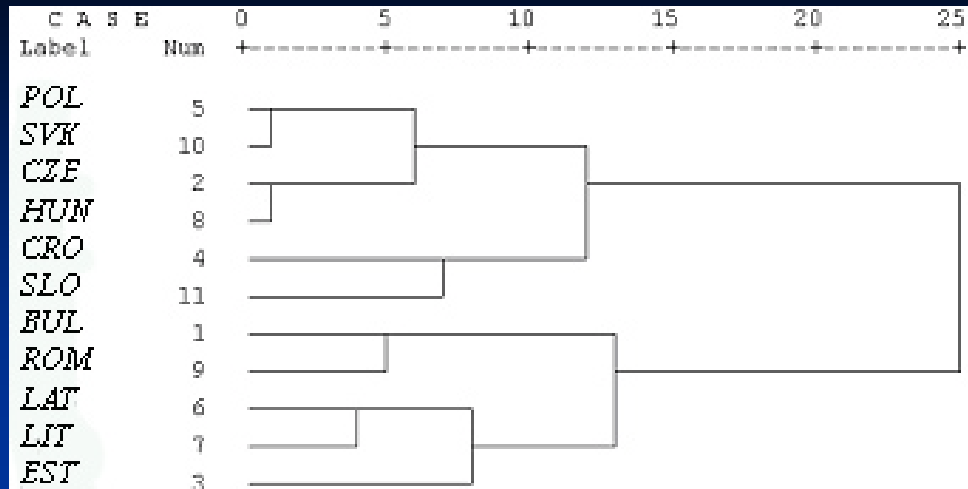 C A S E 0 5 10 15 20 25
Label Num +---------+---------+---------+---------+---------+
POL 5
SVK 10
CZE 2
HUN 8
CRO 4
SLO 11
BUL 1
ROM 9
LAT 6
LIT 7
EST 3